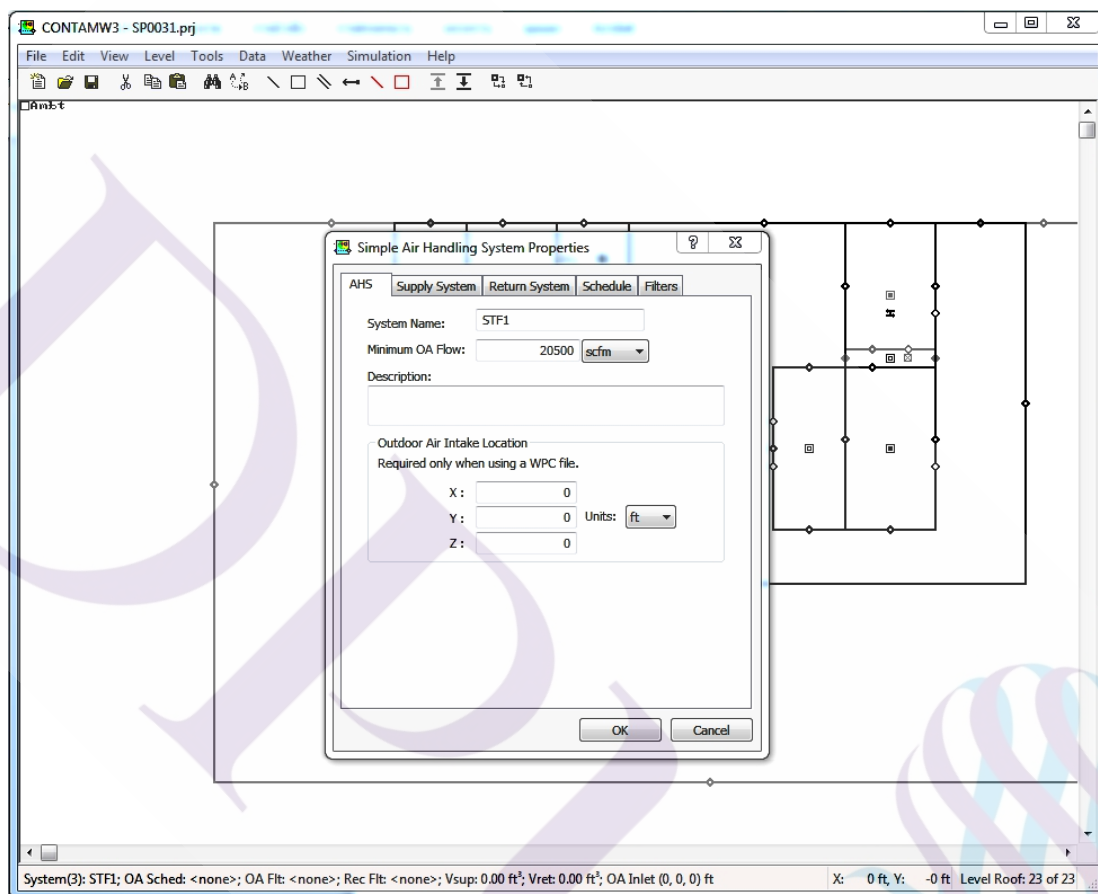 CONTAMW3 - SP0031.prj
File Edit View Level Tools Data Weather Simulation Help
Ambt
Simple Air Handling System Properties
AHS Supply System Return System Schedule Filters
System Name: STF1
Minimum OA Flow: 20500 scfm
Description:
Outdoor Air Intake Location
Required only when using a WPC file.
X : 0
Y : 0 Units: ft
Z : 0
OK Cancel
System(3): STF1; OA Sched: <none>; OA Flt: <none>; Rec Flt: <none>; Vsup: 0.00 ft³; Vret: 0.00 ft³; OA Inlet (0, 0, 0) ft X: 0 ft, Y: -0 ft Level Roof: 23 of 23